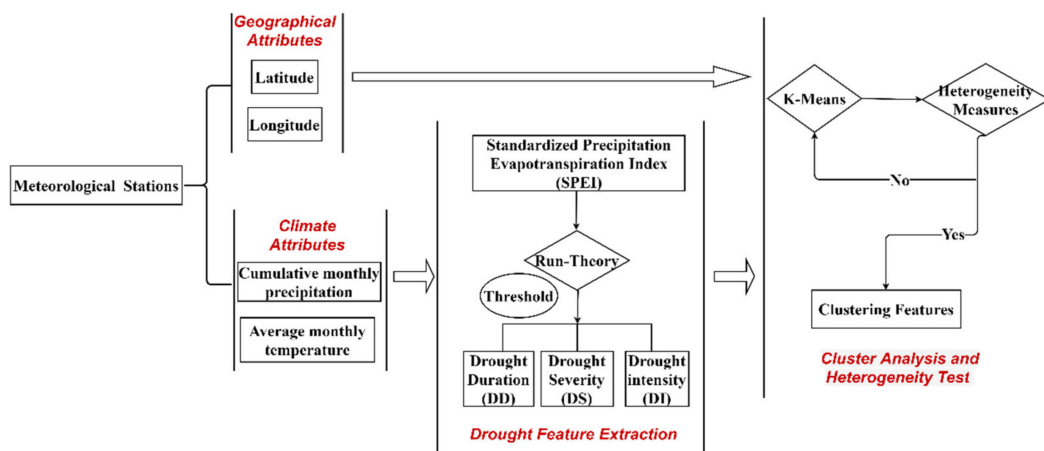 Meteorological Stations
Geographical
Attributes
Latitude
Longitude
Climate
Attributes
Cumulative monthly
precipitation
Average monthly
temperature
Standardized Precipitation
Evapotranspiration Index
(SPEI)
Run-Theory
Threshold
Drought
Duration
(DD)
Drought
Severity
(DS)
Drought
intensity
(DI)
Drought Feature Extraction
K-Means
Heterogeneity
Measures
No
Yes
Clustering Features
Cluster Analysis and
Heterogeneity Test